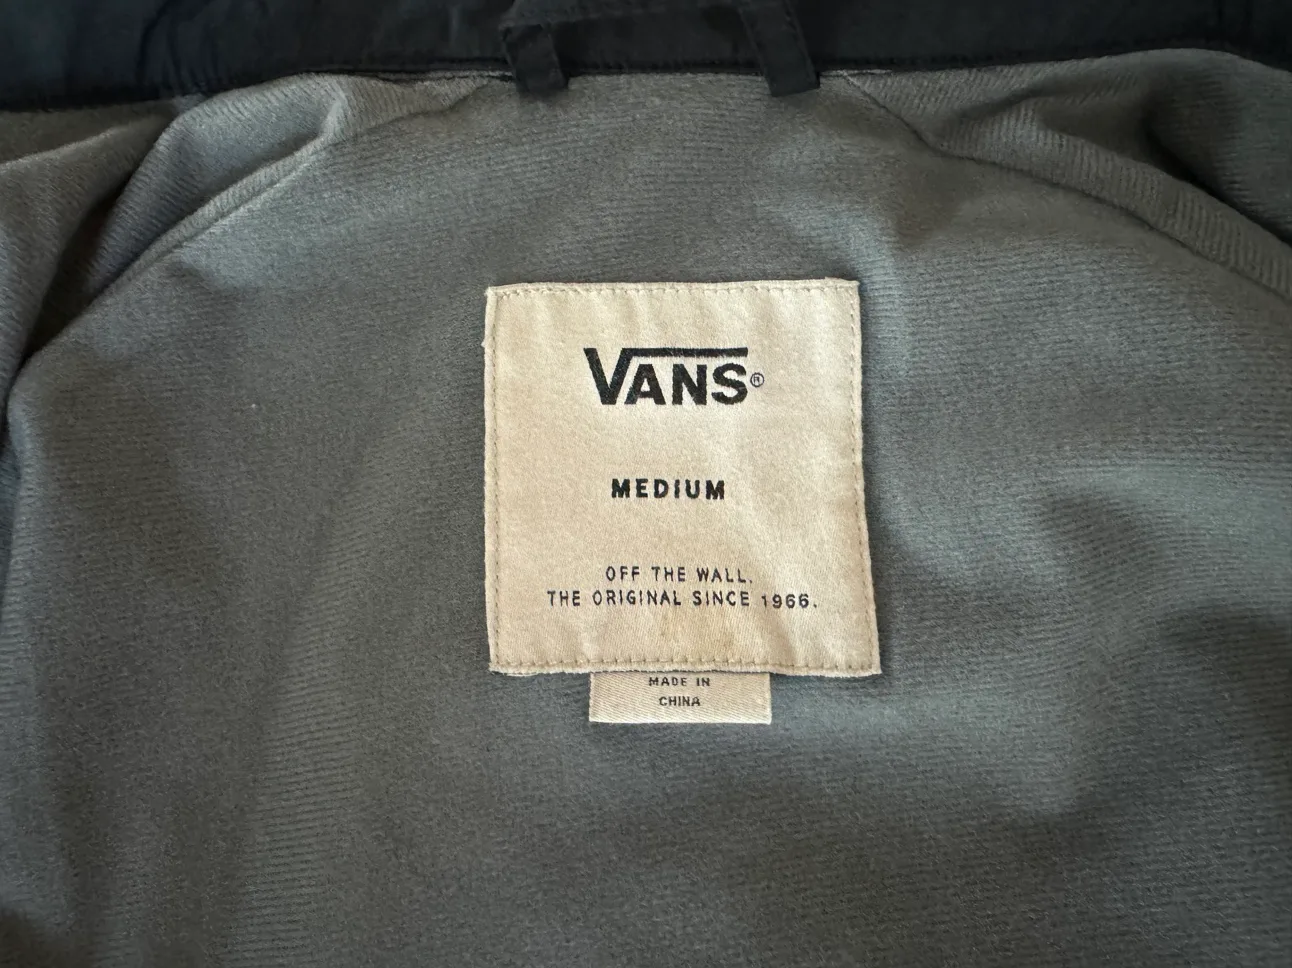 VANS®
MEDIUM
OFF THE WALL.
THE ORIGINAL SINCE 1966.
MADE IN
CHINA